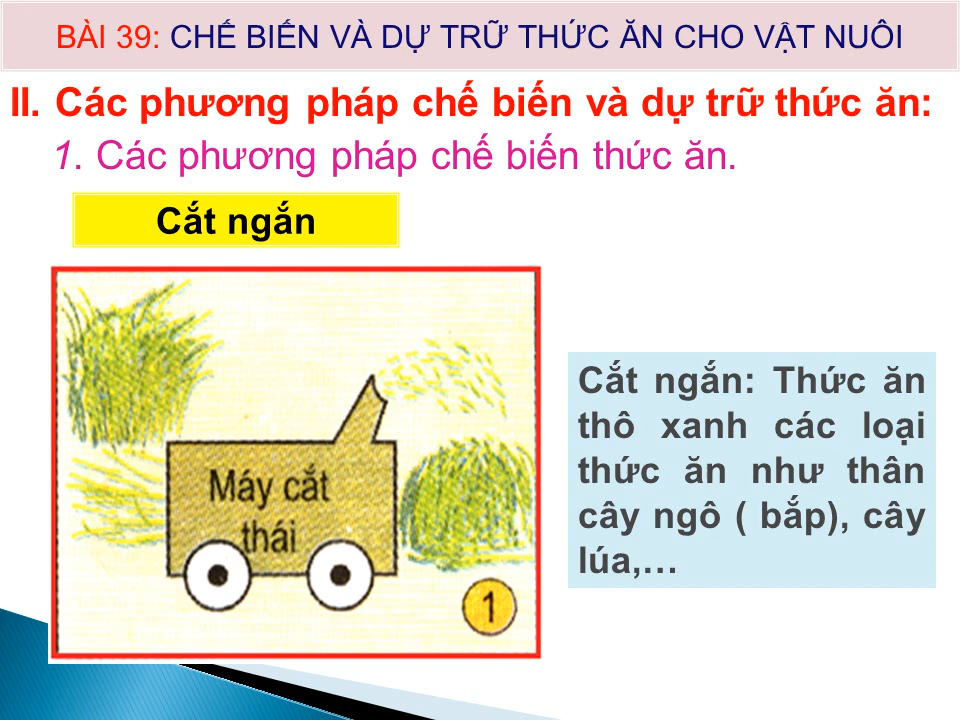 BÀI 39: CHẾ BIẾN VÀ DỰ TRỮ THỨC ĂN CHO VẬT NUÔI
II. Các phương pháp chế biến và dự trữ thức ăn:
1. Các phương pháp chế biến thức ăn.
Cắt ngắn
Máy cắt
thái
1
Cắt ngắn: Thức ăn
thô xanh các loại
thức ăn như thân
cây ngô ( bắp), cây
lúa,…